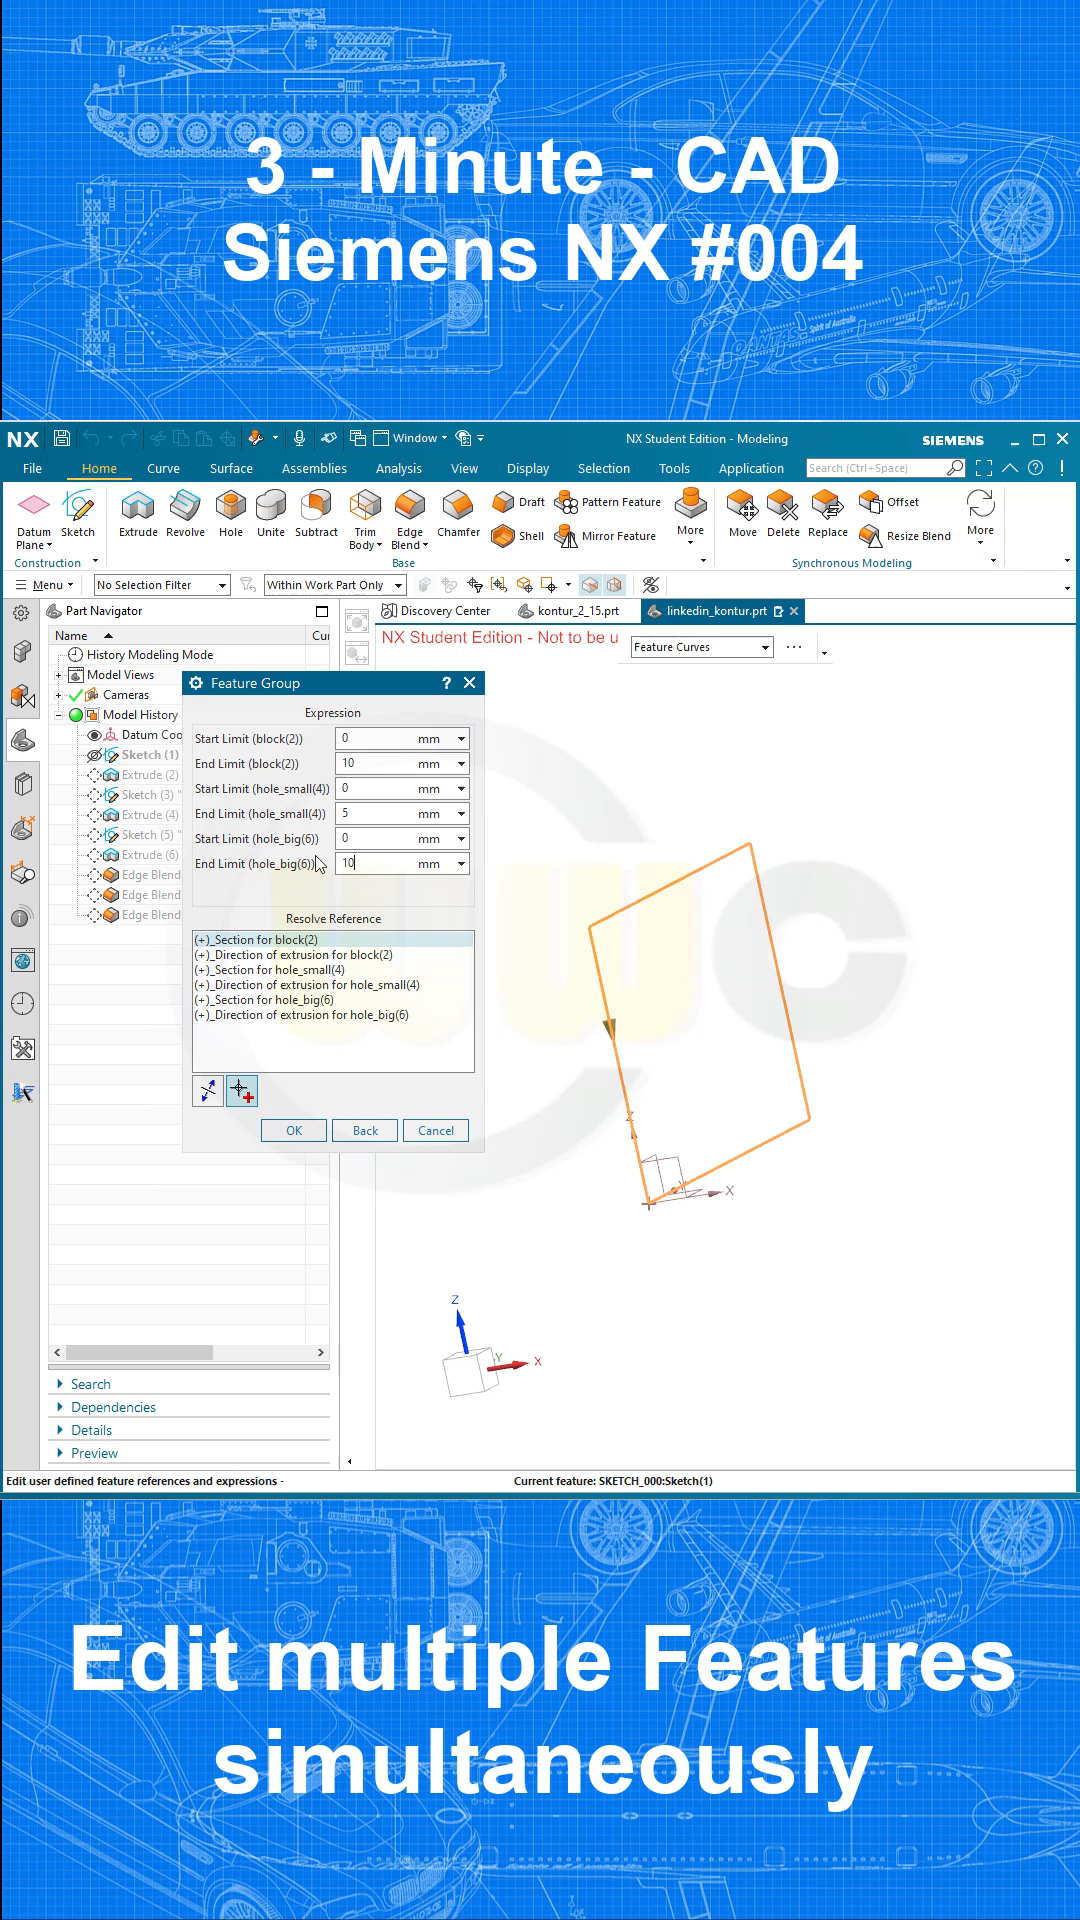 3 - Minute - CAD
Siemens NX #004
NX
Window
NX Student Edition - Modeling
SIEMENS
File Home Curve Surface Assemblies Analysis View Display Selection Tools Application
Search (Ctrl+Space)
Datum Plane
Sketch
Extrude
Revolve
Hole
Unite
Subtract
Trim Body
Edge Blend
Chamfer
Draft
Shell
Pattern Feature
Mirror Feature
More
Move
Delete
Replace
Offset
Resize Blend
More
Construction
Base
Synchronous Modeling
Menu
No Selection Filter
Within Work Part Only
Part Navigator
Discovery Center
kontur_2_15.prt
linkedin_kontur.prt
Name
Cu
NX Student Edition - Not to be u
Feature Curves
History Modeling Mode
Model Views
Cameras
Model History
Datum Coo
Sketch (1)
Extrude (2)
Sketch (3) "
Extrude (4)
Sketch (5) "
Extrude (6)
Edge Blend
Edge Blend
Edge Blend
Feature Group
?
Expression
Start Limit (block(2)) 0 mm
End Limit (block(2)) 10 mm
Start Limit (hole_small(4)) 0 mm
End Limit (hole_small(4)) 5 mm
Start Limit (hole_big(6)) 0 mm
End Limit (hole_big(6)) 10 mm
Resolve Reference
(+)_Section for block(2)
(+)_Direction of extrusion for block(2)
(+)_Section for hole_small(4)
(+)_Direction of extrusion for hole_small(4)
(+)_Section for hole_big(6)
(+)_Direction of extrusion for hole_big(6)
OK
Back
Cancel
WWC
Z
Y
X
Z
Y
X
Search
Dependencies
Details
Preview
Edit user defined feature references and expressions -
Current feature: SKETCH_000:Sketch(1)
Edit multiple Features
simultaneously